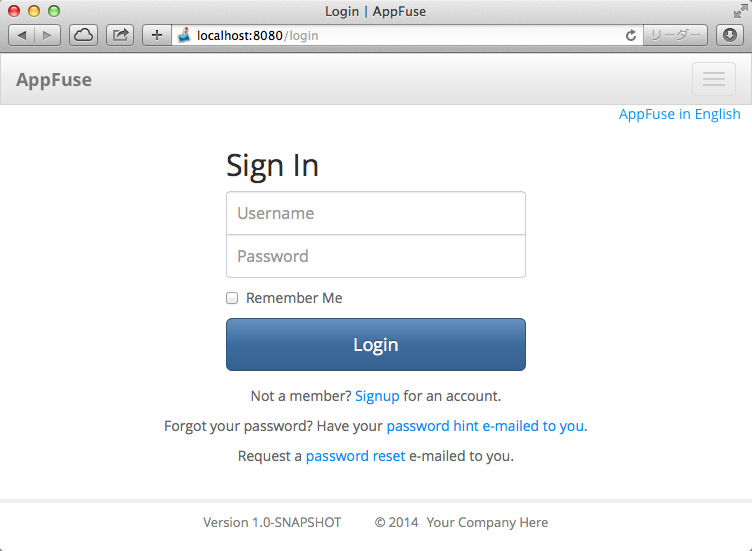 Login | AppFuse
localhost:8080/login
リーダー
AppFuse
AppFuse in English
Sign In
Username
Password
Remember Me
Login
Not a member? Signup for an account.
Forgot your password? Have your password hint e-mailed to you.
Request a password reset e-mailed to you.
Version 1.0-SNAPSHOT © 2014 Your Company Here